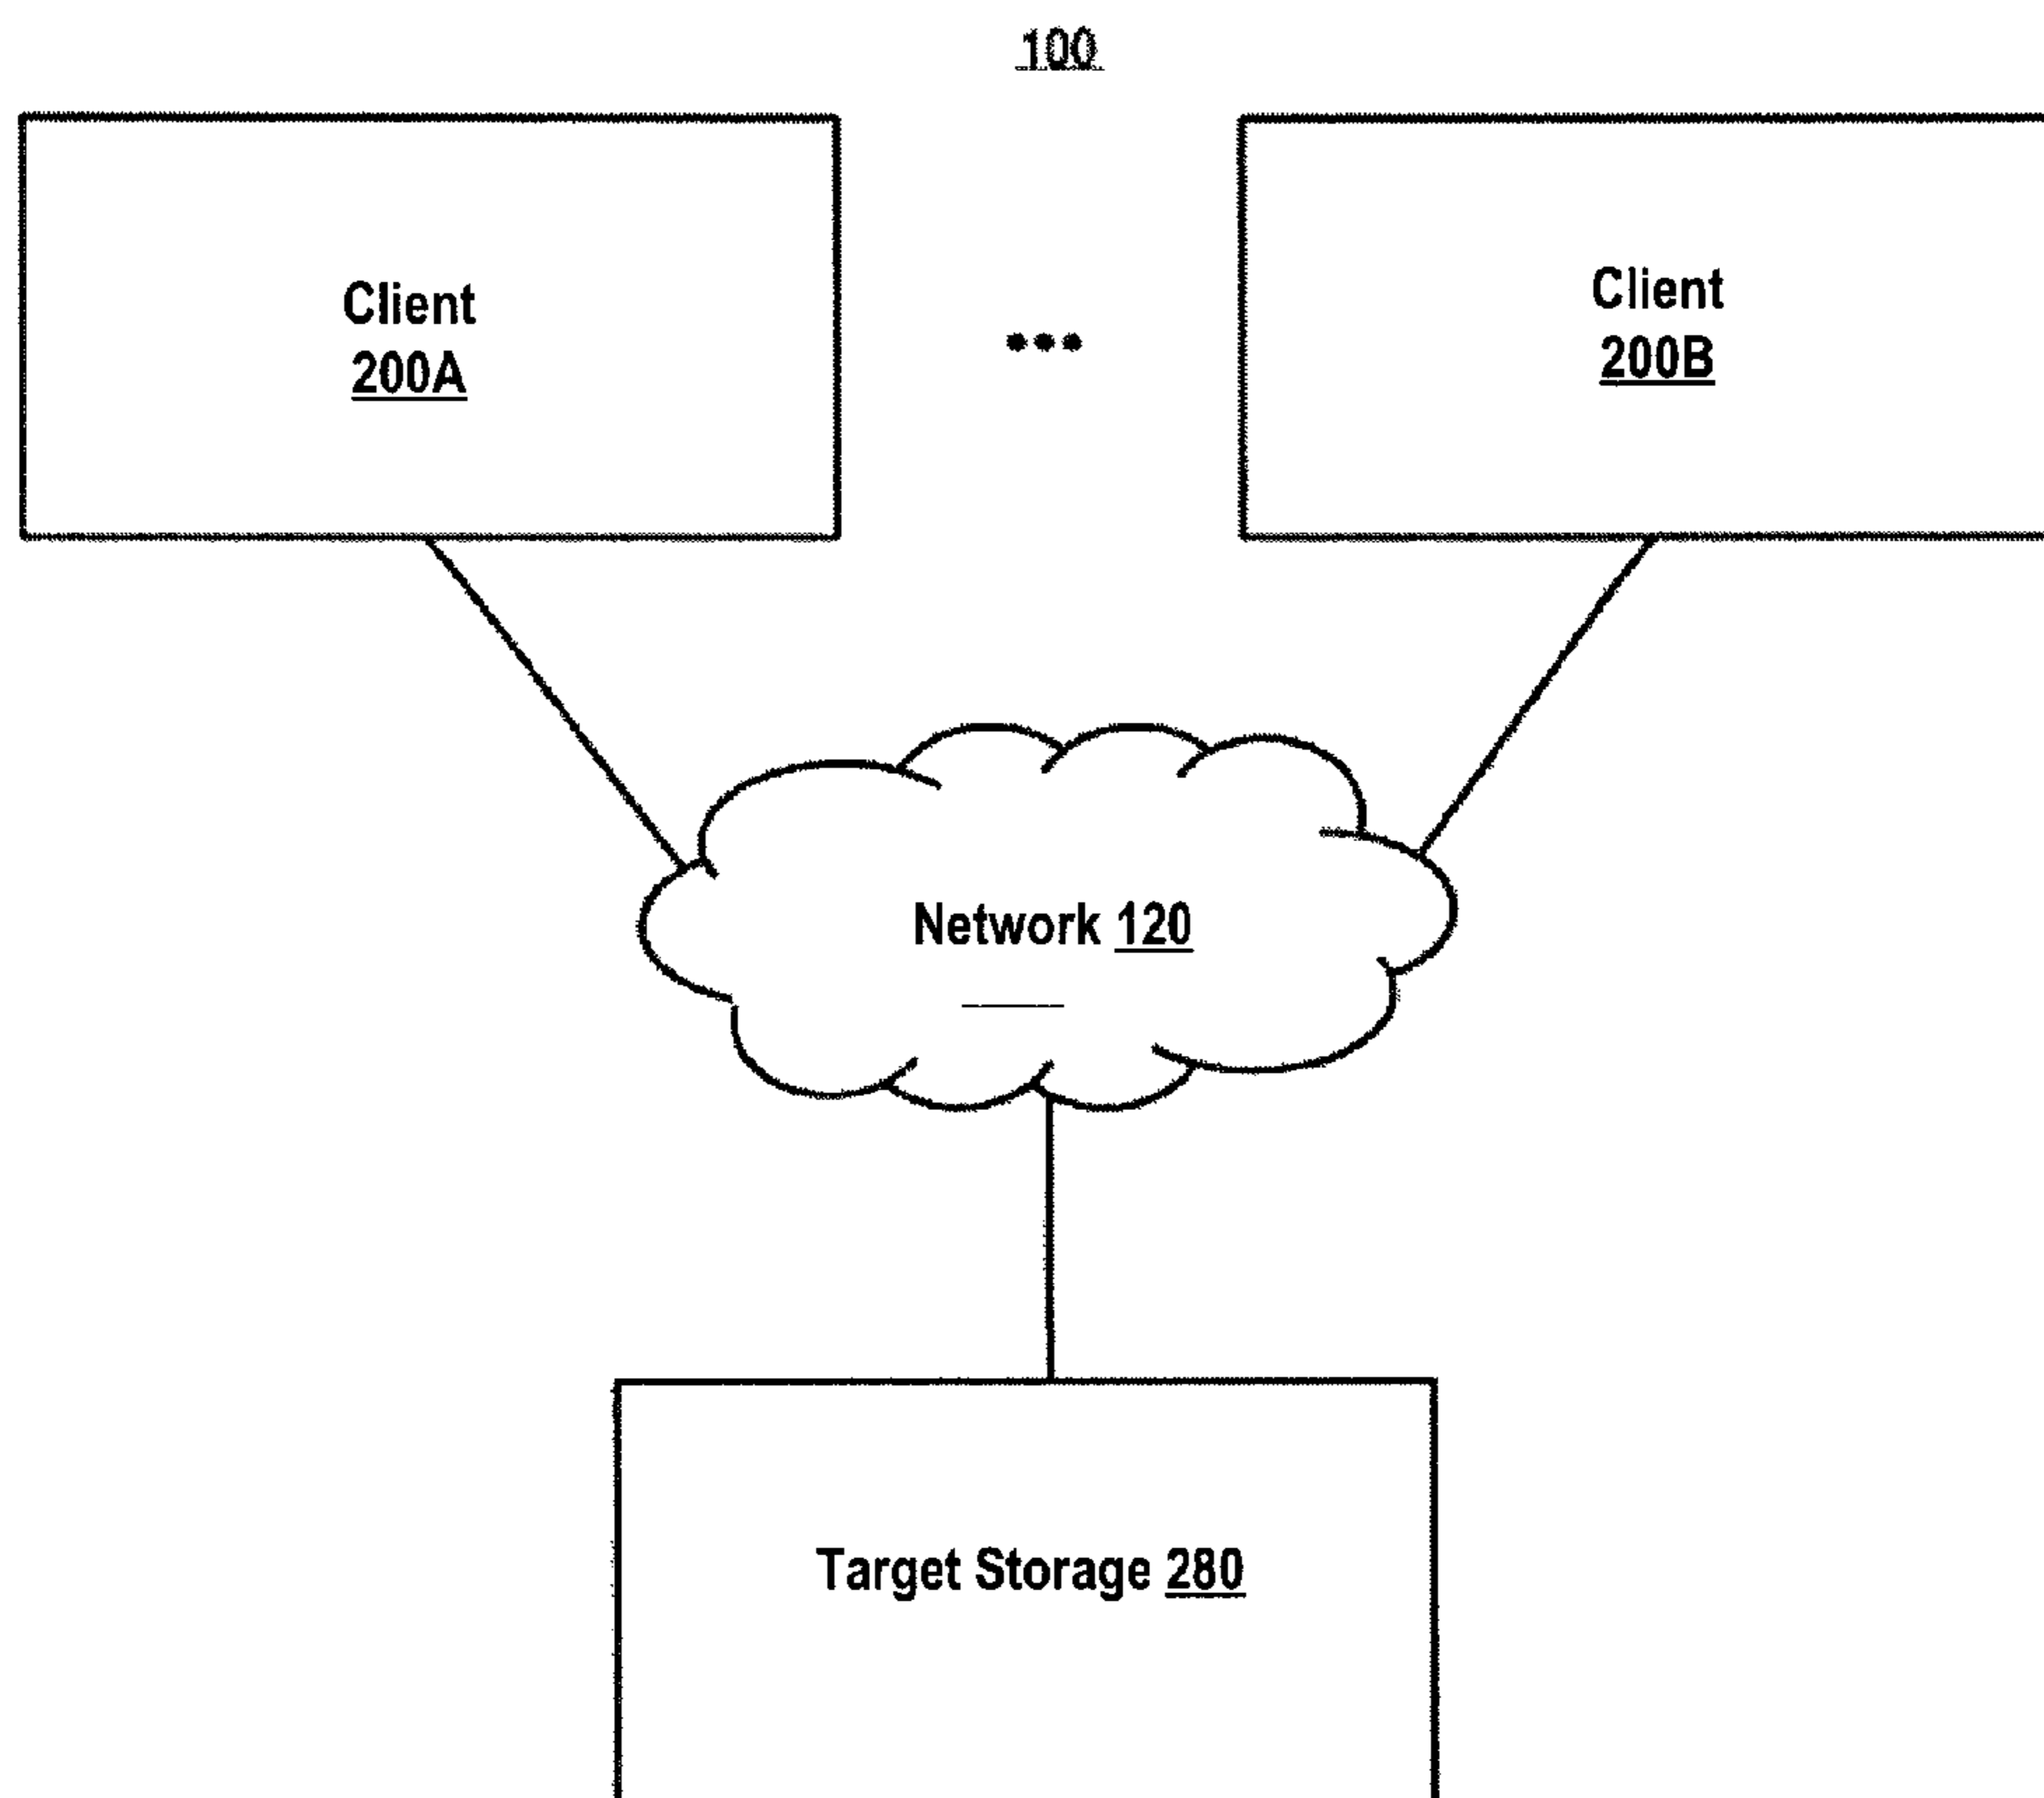 100
Client
200A
•••
Client
200B
Network 120
Target Storage 280